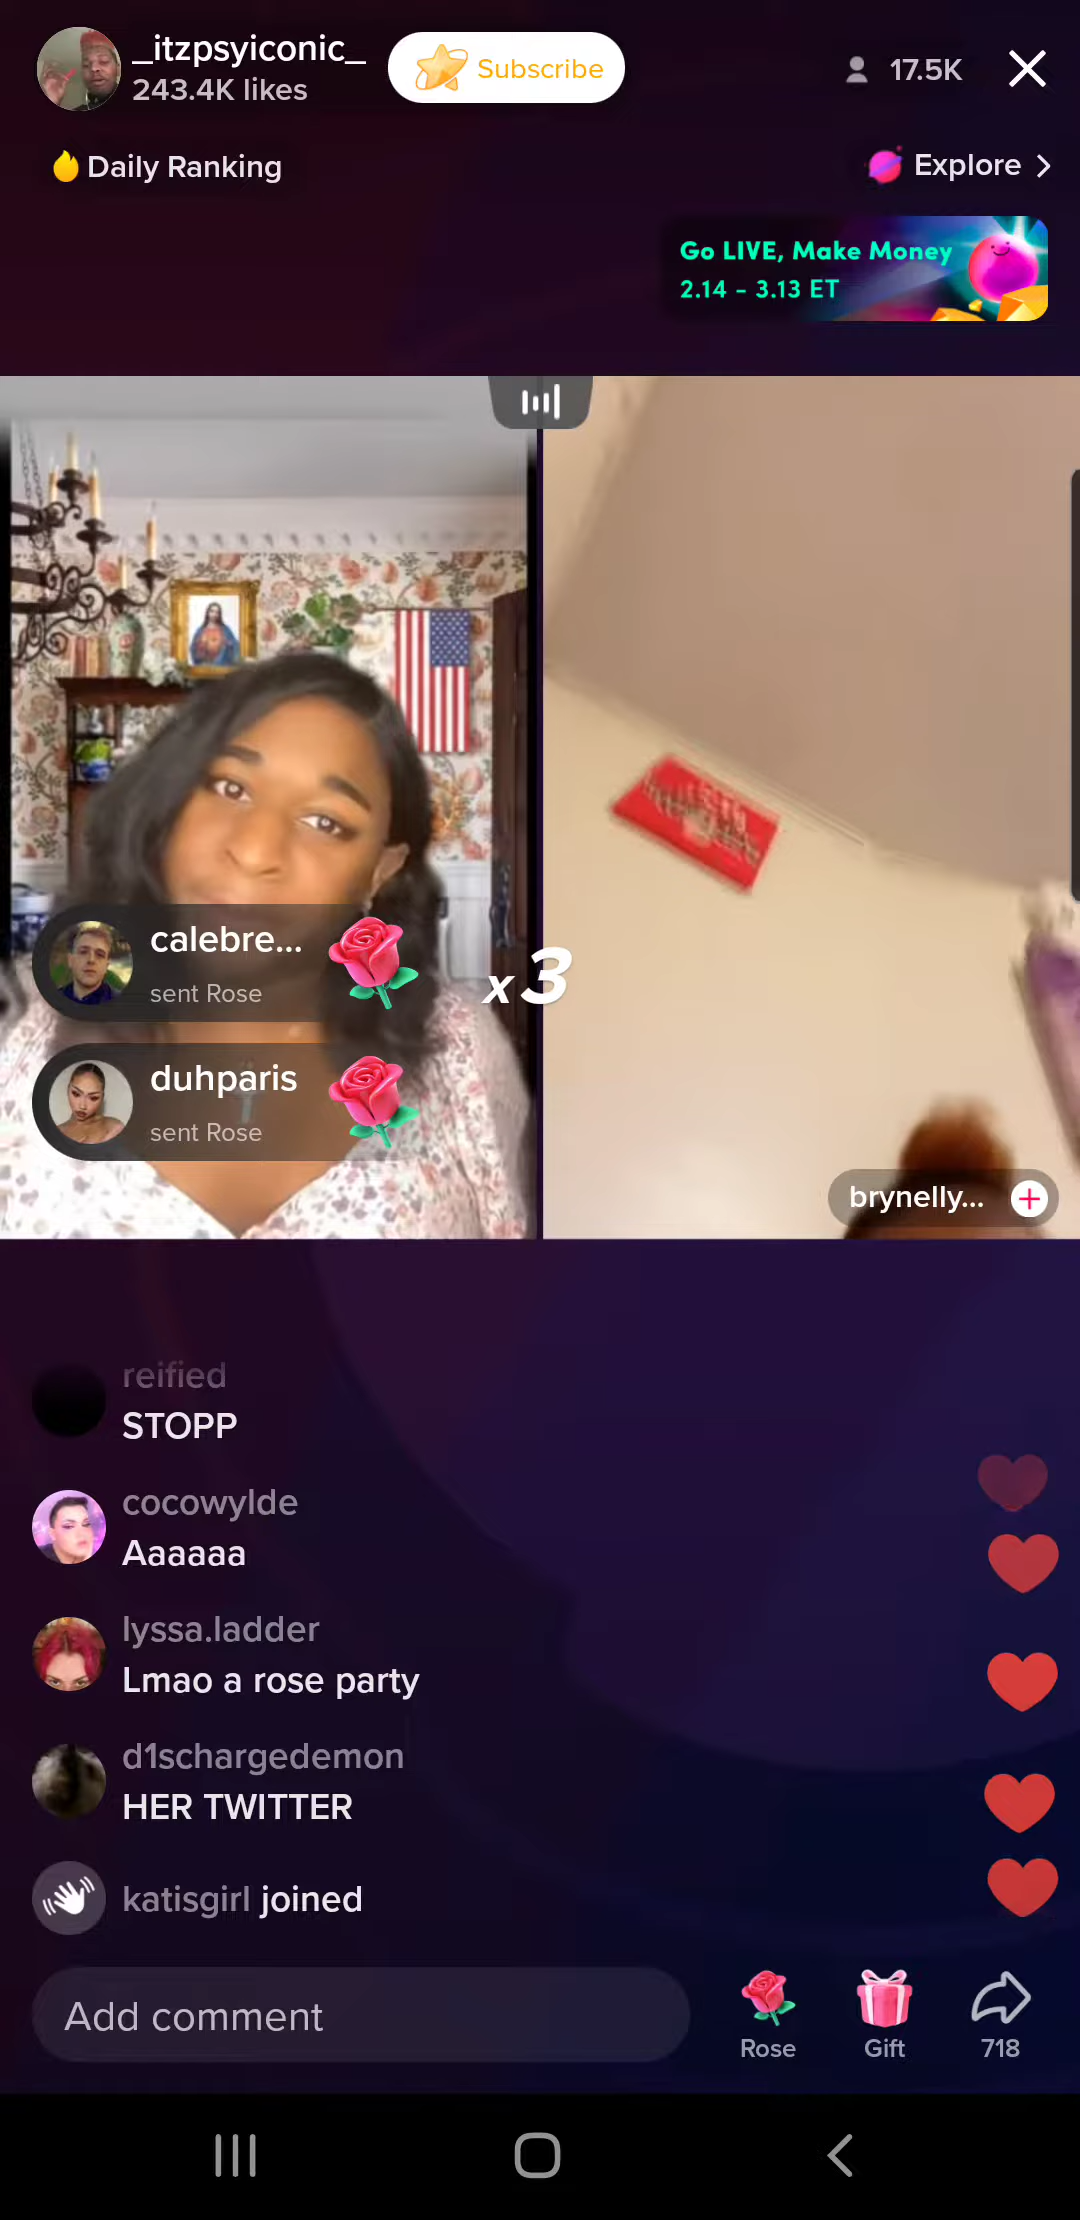 _itzpsyiconic_
243.4K likes
Subscribe
17.5K
Daily Ranking
Explore
Go LIVE, Make Money
2.14 - 3.13 ET
calebre...
sent Rose
x3
duhparis
sent Rose
brynelly...
reified
STOPP
cocowylde
Aaaaaa
lyssa.ladder
Lmao a rose party
d1schargedemon
HER TWITTER
katisgirl joined
Add comment
Rose
Gift
718